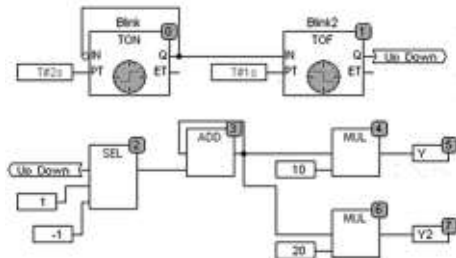 Blink
0
TON
IN
Q
PT
ET
T#2s
Blink2
1
TOF
IN
Q
PT
ET
T#1s
Up Down
2
SEL
Up Down
1
-1
3
ADD
4
MUL
10
5
Y
6
MUL
20
7
Y2